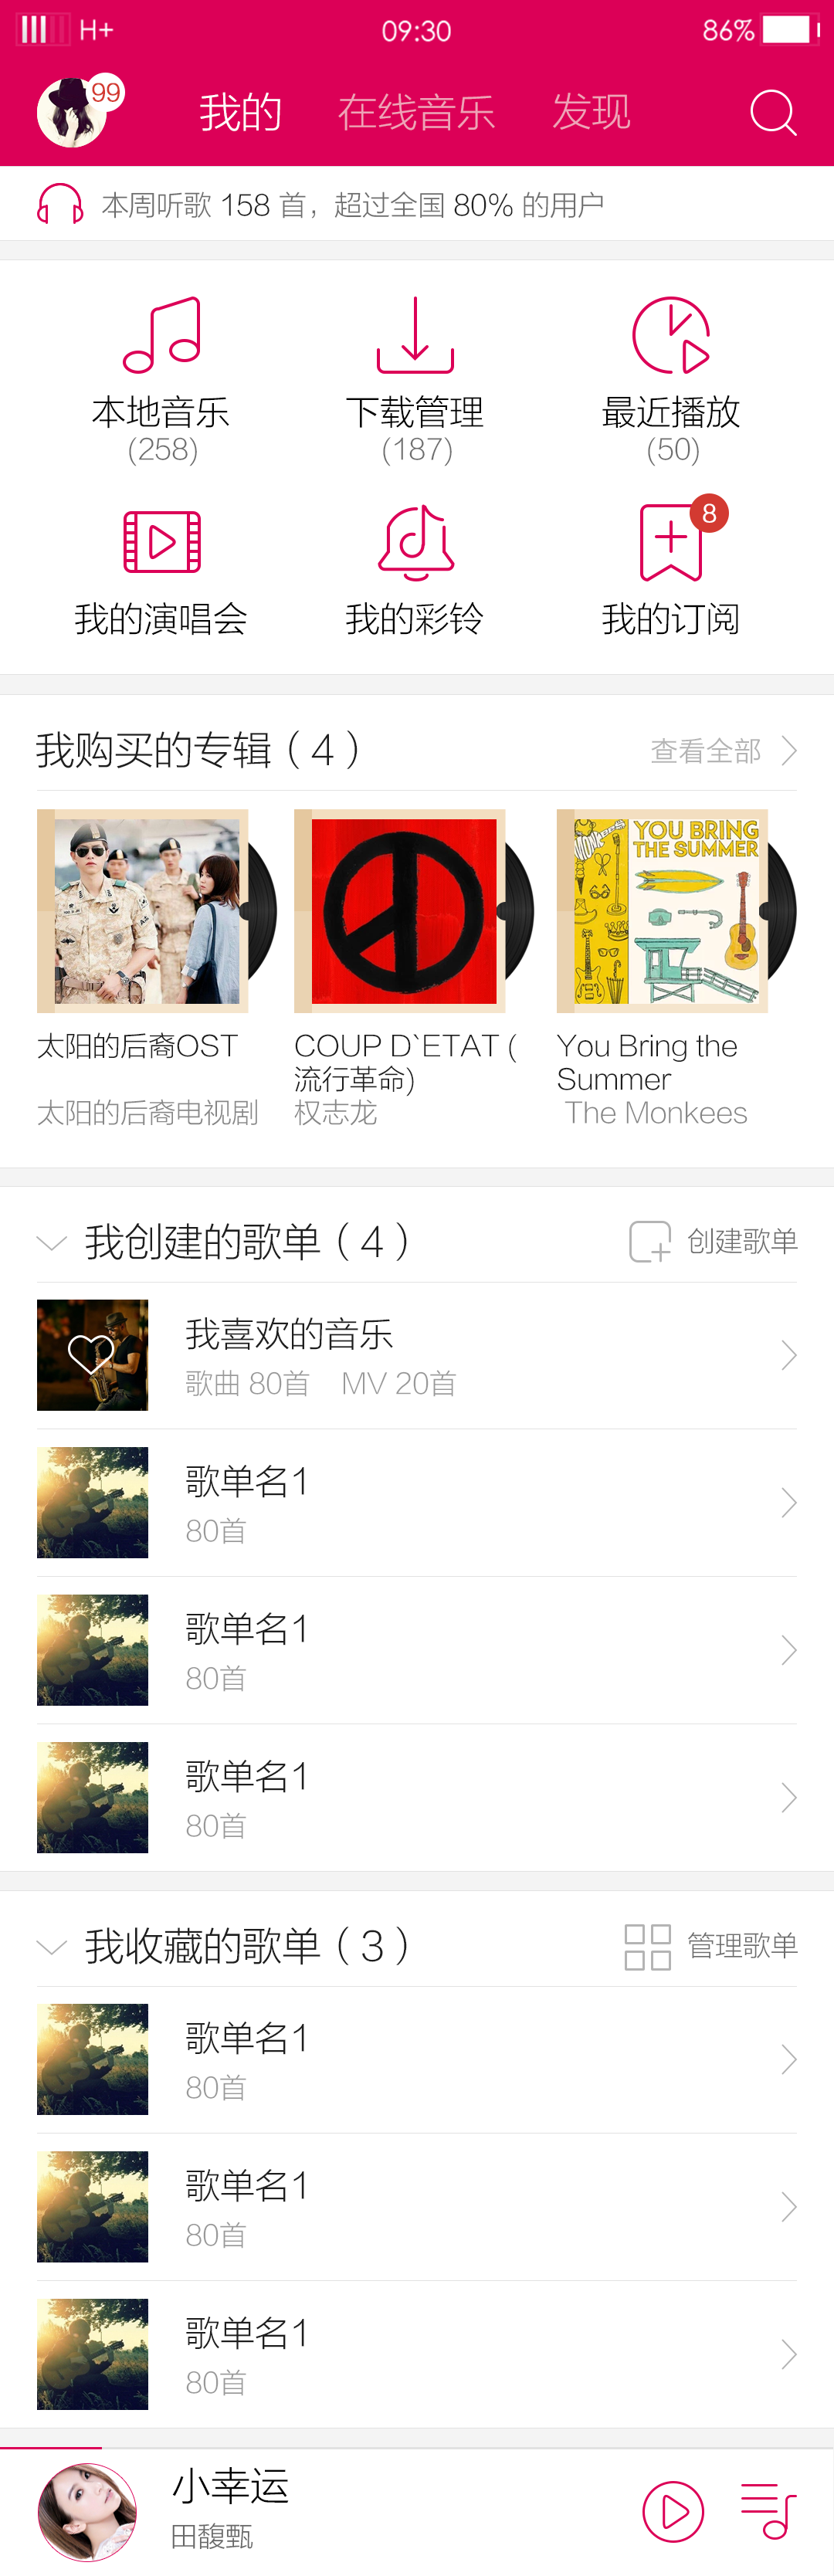 H+ 09:30 86%
99 我的 在线音乐 发现
本周听歌 158 首，超过全国 80% 的用户
本地音乐 下载管理 最近播放
(258) (187) (50)
8
我的演唱会 我的彩铃 我的订阅
我购买的专辑（4） 查看全部
MONKEES
YOU BRING
THE SUMMER
太阳的后裔OST
太阳的后裔电视剧
COUP D`ETAT (
流行革命)
权志龙
You Bring the
Summer
The Monkees
我创建的歌单（4） 创建歌单
我喜欢的音乐
歌曲 80首 MV 20首
歌单名1
80首
歌单名1
80首
歌单名1
80首
我收藏的歌单（3） 管理歌单
歌单名1
80首
歌单名1
80首
歌单名1
80首
小幸运
田馥甄